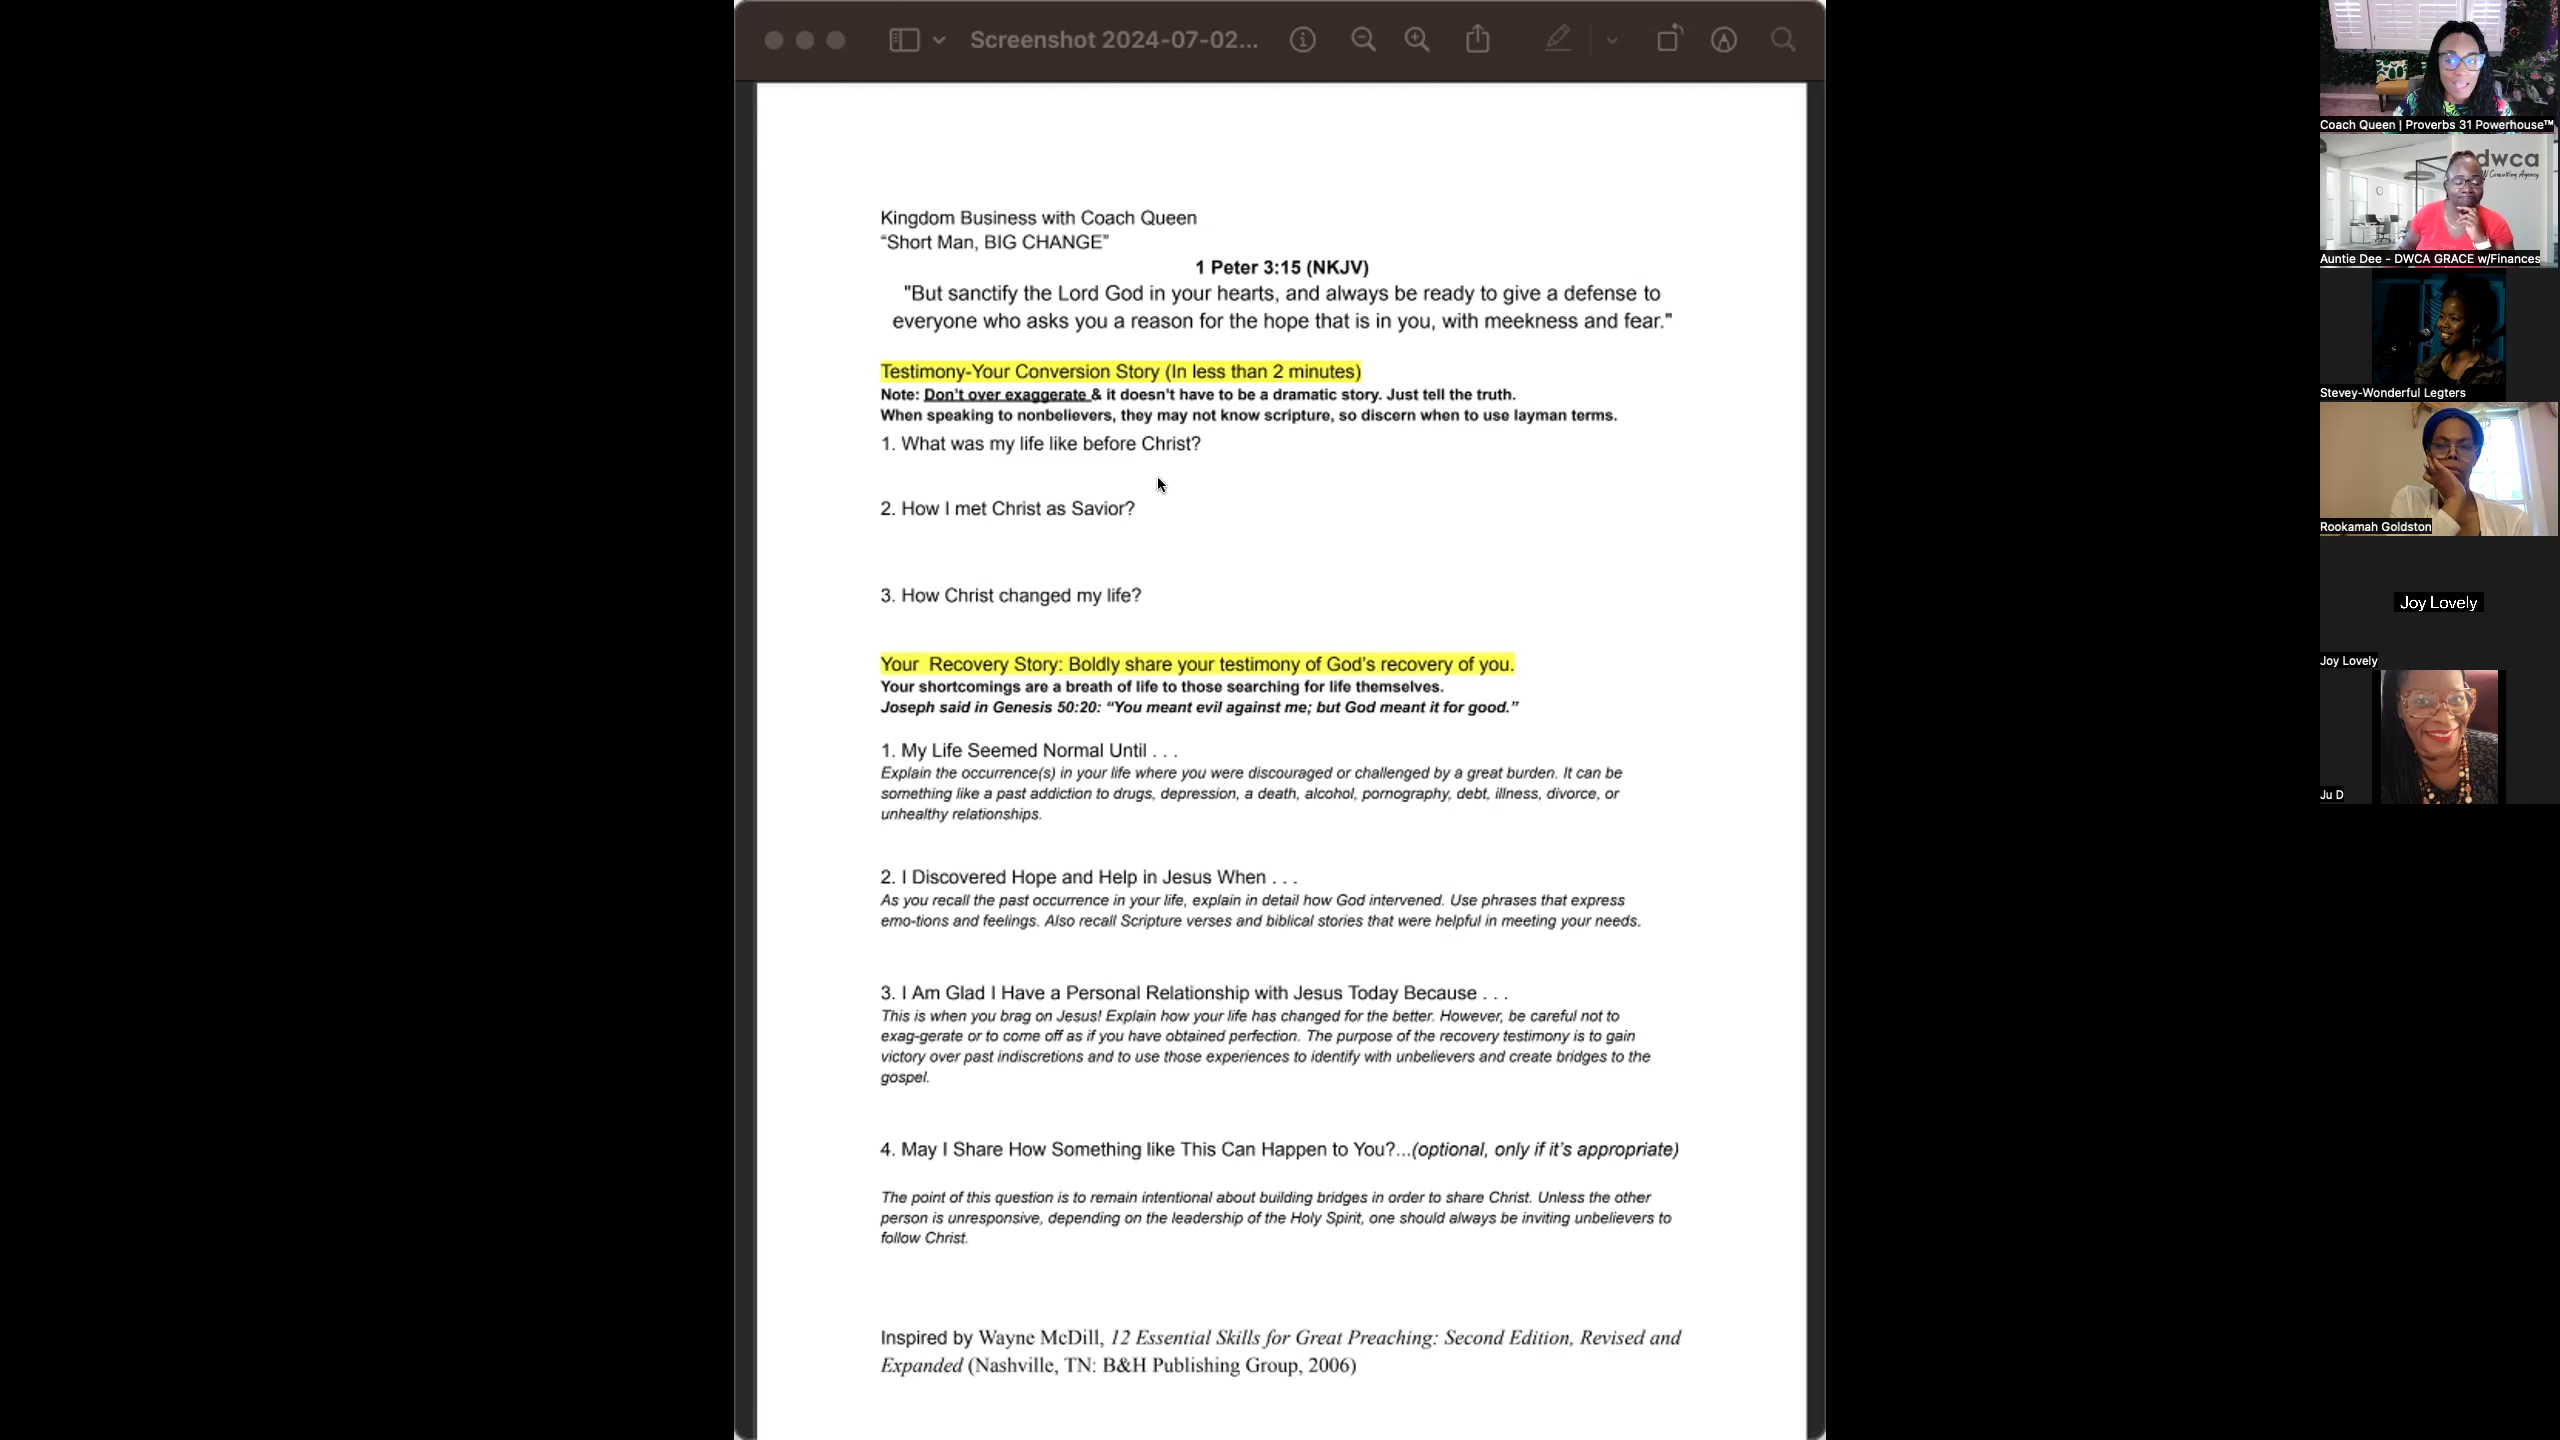 Screenshot 2024-07-02...
Kingdom Business with Coach Queen
“Short Man, BIG CHANGE”
1 Peter 3:15 (NKJV)
"But sanctify the Lord God in your hearts, and always be ready to give a defense to
everyone who asks you a reason for the hope that is in you, with meekness and fear."
Testimony-Your Conversion Story (In less than 2 minutes)
Note: Don't over exaggerate & it doesn't have to be a dramatic story. Just tell the truth.
When speaking to nonbelievers, they may not know scripture, so discern when to use layman terms.
1. What was my life like before Christ?
2. How I met Christ as Savior?
3. How Christ changed my life?
Your  Recovery Story: Boldly share your testimony of God's recovery of you.
Your shortcomings are a breath of life to those searching for life themselves.
Joseph said in Genesis 50:20: “You meant evil against me; but God meant it for good.”
1. My Life Seemed Normal Until . . .
Explain the occurrence(s) in your life where you were discouraged or challenged by a great burden. It can be
something like a past addiction to drugs, depression, a death, alcohol, pornography, debt, illness, divorce, or
unhealthy relationships.
2. I Discovered Hope and Help in Jesus When . . .
As you recall the past occurrence in your life, explain in detail how God intervened. Use phrases that express
emo-tions and feelings. Also recall Scripture verses and biblical stories that were helpful in meeting your needs.
3. I Am Glad I Have a Personal Relationship with Jesus Today Because . . .
This is when you brag on Jesus! Explain how your life has changed for the better. However, be careful not to
exag-gerate or to come off as if you have obtained perfection. The purpose of the recovery testimony is to gain
victory over past indiscretions and to use those experiences to identify with unbelievers and create bridges to the
gospel.
4. May I Share How Something like This Can Happen to You?...(optional, only if it's appropriate)
The point of this question is to remain intentional about building bridges in order to share Christ. Unless the other
person is unresponsive, depending on the leadership of the Holy Spirit, one should always be inviting unbelievers to
follow Christ.
Inspired by Wayne McDill, 12 Essential Skills for Great Preaching: Second Edition, Revised and
Expanded (Nashville, TN: B&H Publishing Group, 2006)
Coach Queen | Proverbs 31 Powerhouse™
dwca
Consulting Agency
Auntie Dee - DWCA GRACE w/Finances
Stevey-Wonderful Legters
Rookamah Goldston
Joy Lovely
Joy Lovely
Ju D